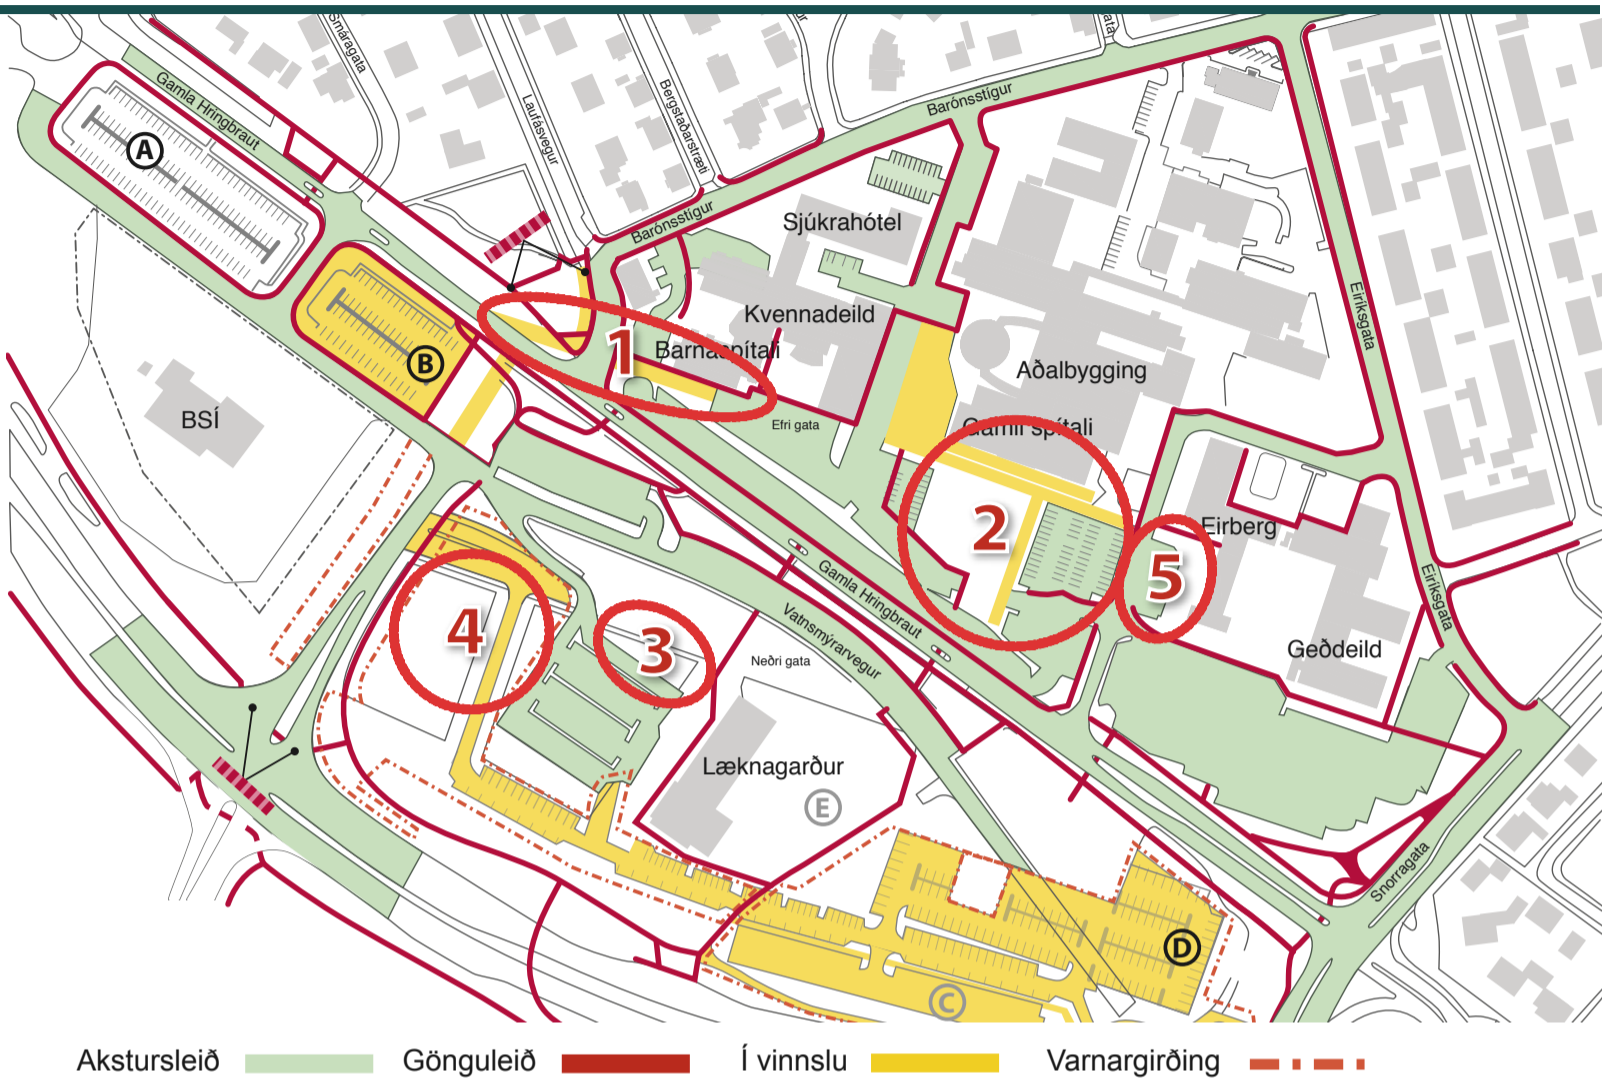 Smáragata
Gamla Hringbraut
A
Laufásvegur
Bergstaðarstræti
Barónsstígur
Barónsstígur
Sjúkrahótel
Eiríksgata
Kvennadeild
1
Barnaspítali
B
Aðalbygging
BSÍ
Efri gata
Gamli spítali
2
Eirberg
5
Gamla Hringbraut
Eiríksgata
4
3
Vatnsmýrarvegur
Neðri gata
Geðdeild
Læknagarður
E
Snorragata
D
C
Akstursleið
Gönguleið
Í vinnslu
Varnargirðing